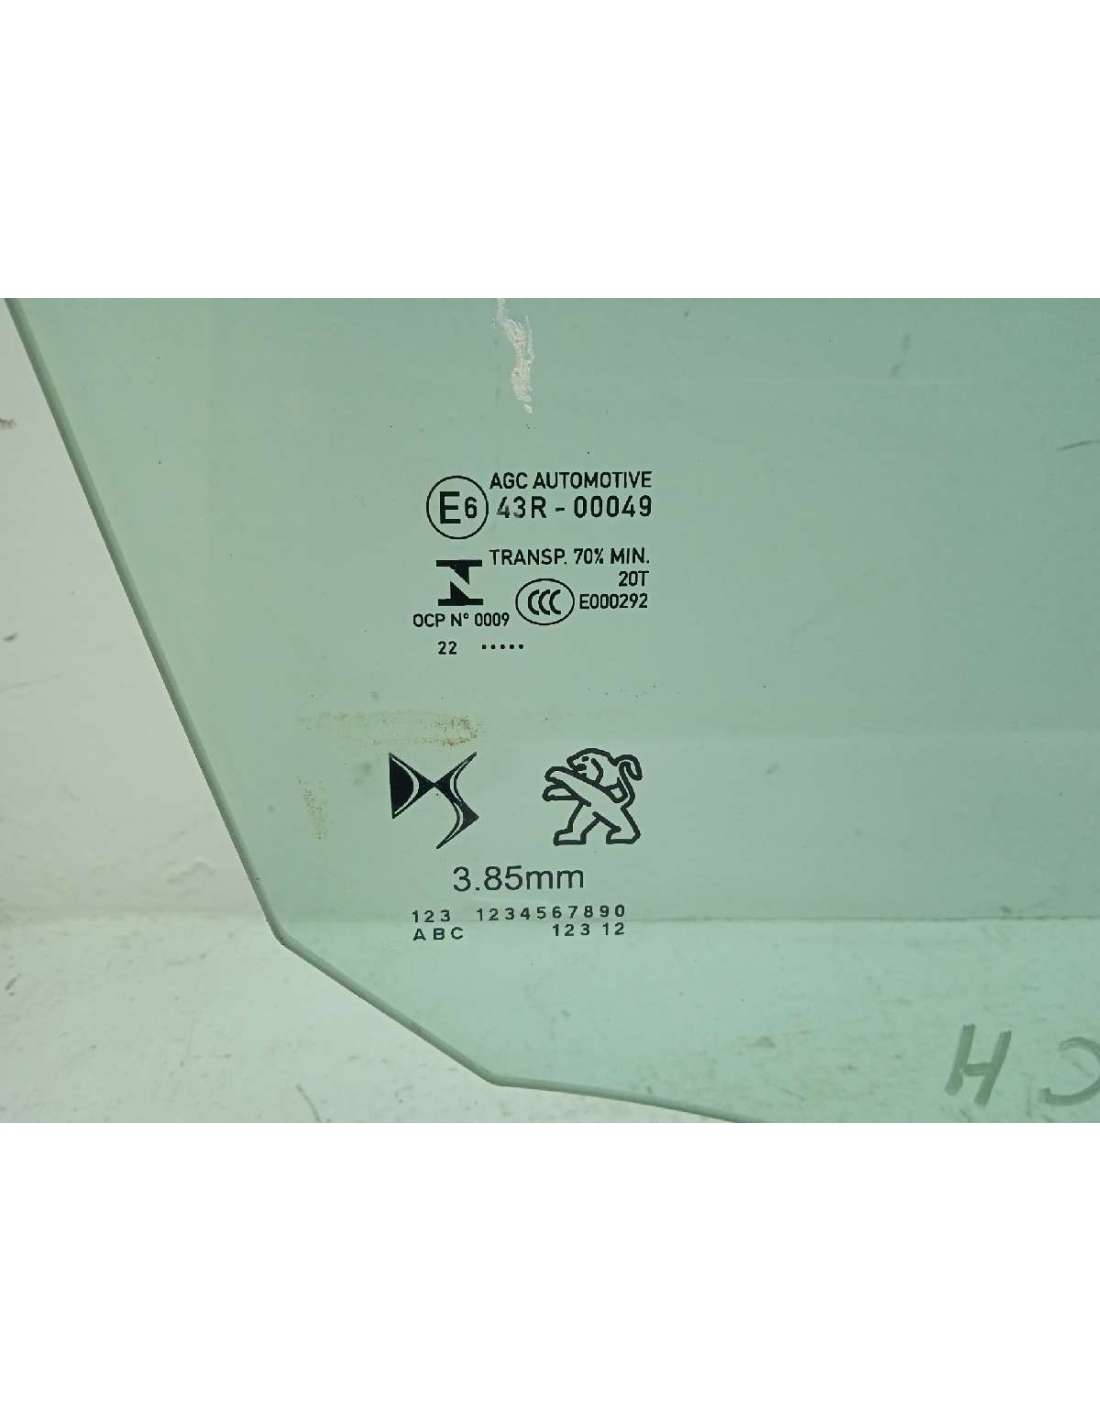 AGC AUTOMOTIVE
E6 43R - 00049
TRANSP. 70% MIN.
20T
CCC E000292
OCP N° 0009
22 .....
DS
3.85mm
123 1234567890
ABC 123 12
H